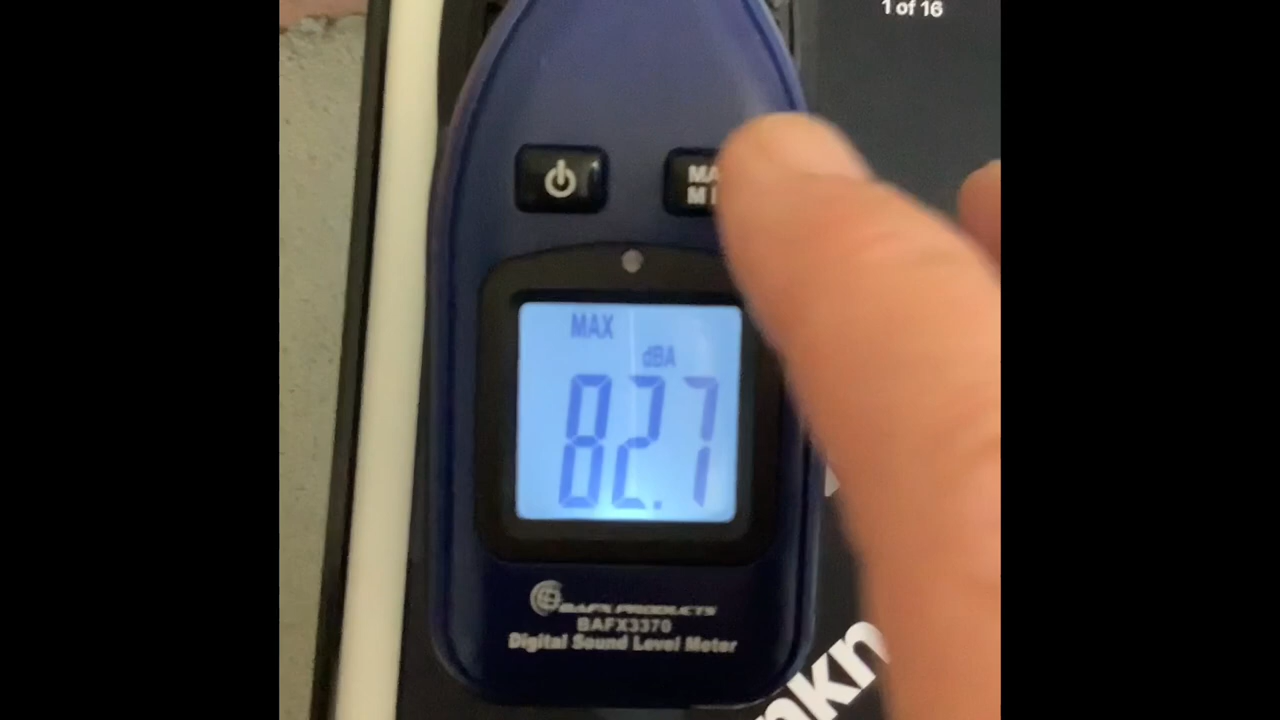 1 of 16
MAX
dBA
82.7
BAFX PRODUCTS
BAFX3370
Digital Sound Level Meter